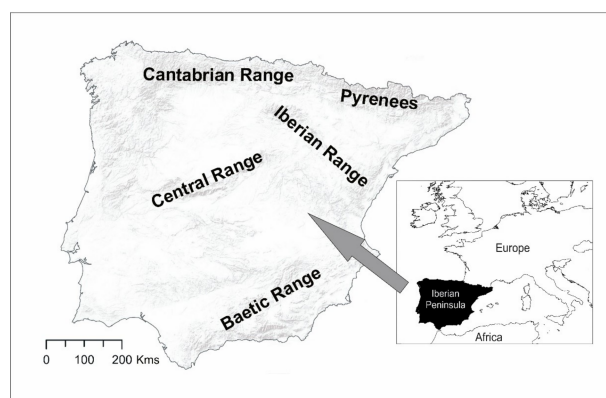 Cantabrian Range
Pyrenees
Iberian Range
Central Range
Baetic Range
Europe
Iberian
Peninsula
Africa
0 100 200 Kms